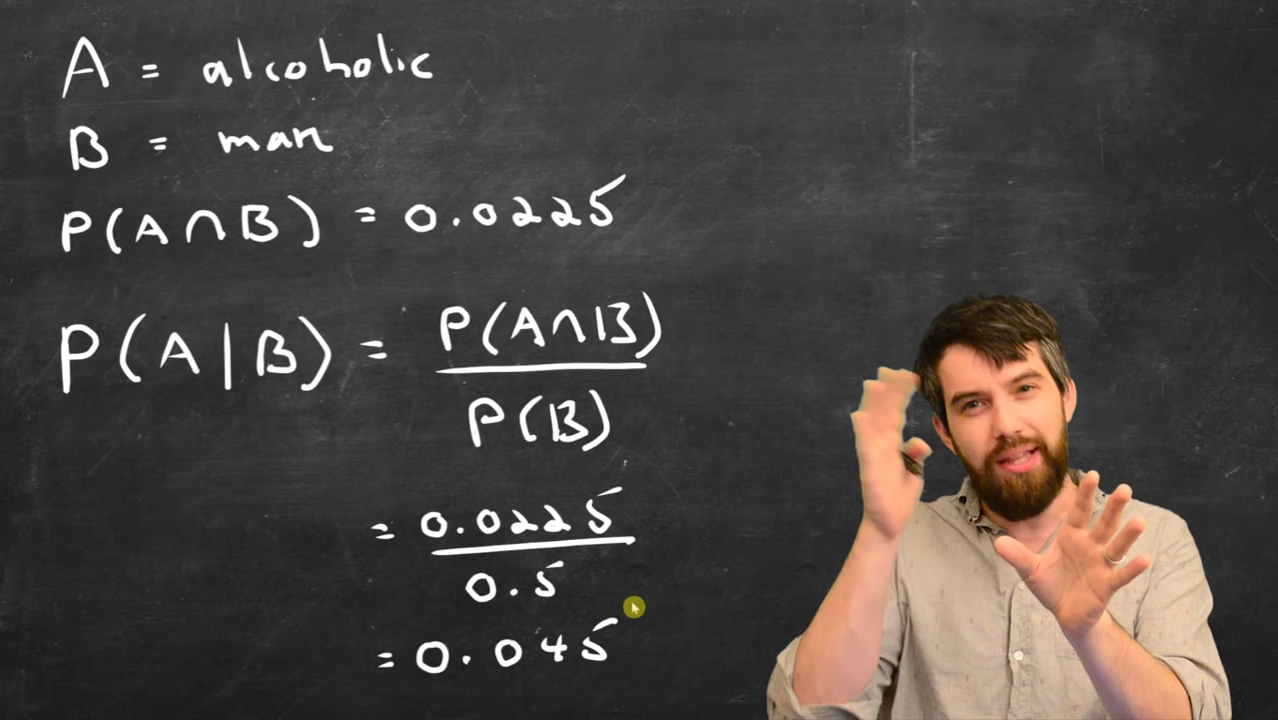 A = alcoholic
B = man
P(A∩B) = 0.0225
P(A|B) = P(A∩B)
P(B)
= 0.0225
0.5
= 0.045